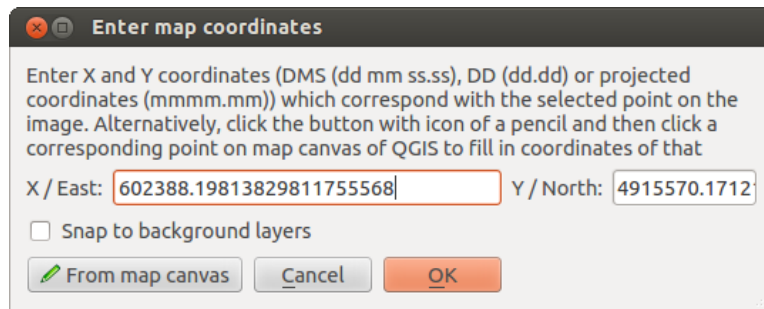 Enter map coordinates
Enter X and Y coordinates (DMS (dd mm ss.ss), DD (dd.dd) or projected
coordinates (mmmm.mm)) which correspond with the selected point on the
image. Alternatively, click the button with icon of a pencil and then click a
corresponding point on map canvas of QGIS to fill in coordinates of that
X / East: 602388.19813829811755568 Y / North: 4915570.1712
Snap to background layers
From map canvas Cancel OK